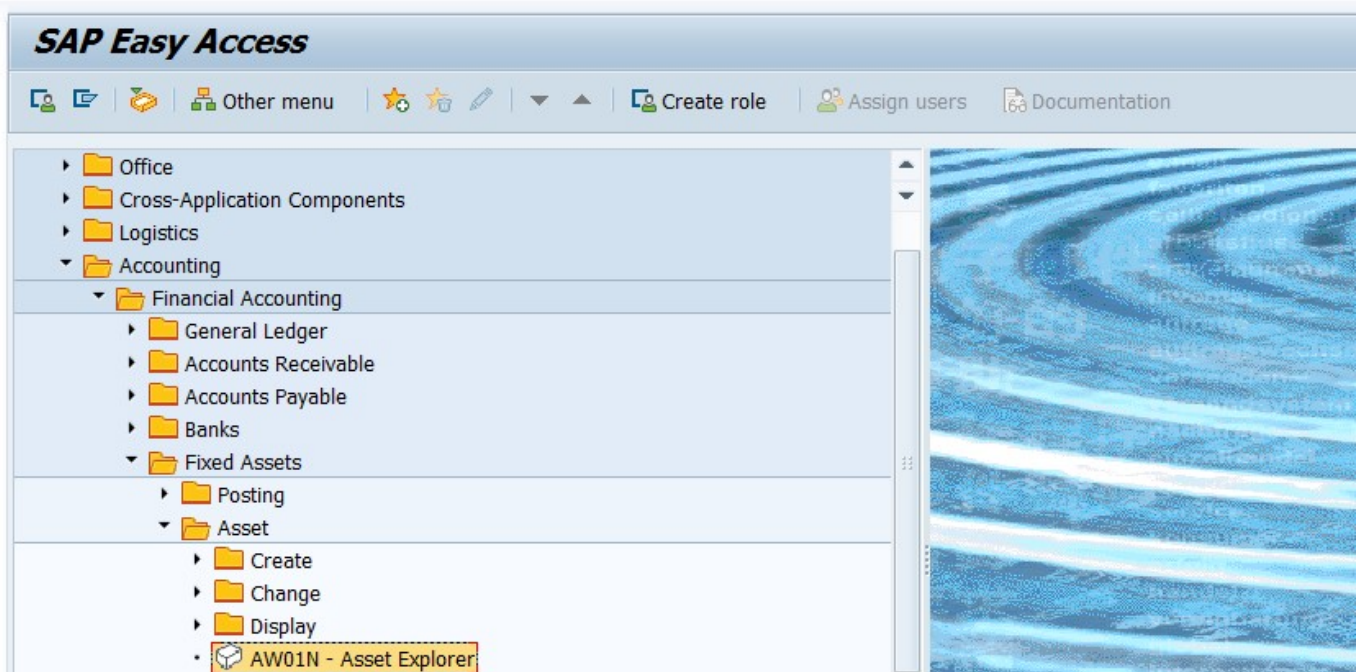 SAP Easy Access
Other menu Create role Assign users Documentation
Office
Cross-Application Components
Logistics
Accounting
Financial Accounting
General Ledger
Accounts Receivable
Accounts Payable
Banks
Fixed Assets
Posting
Asset
Create
Change
Display
AW01N - Asset Explorer